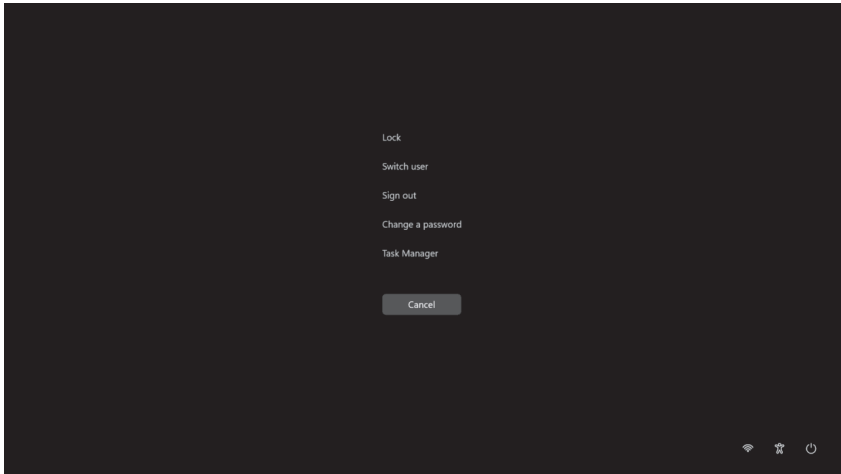 Lock
Switch user
Sign out
Change a password
Task Manager
Cancel